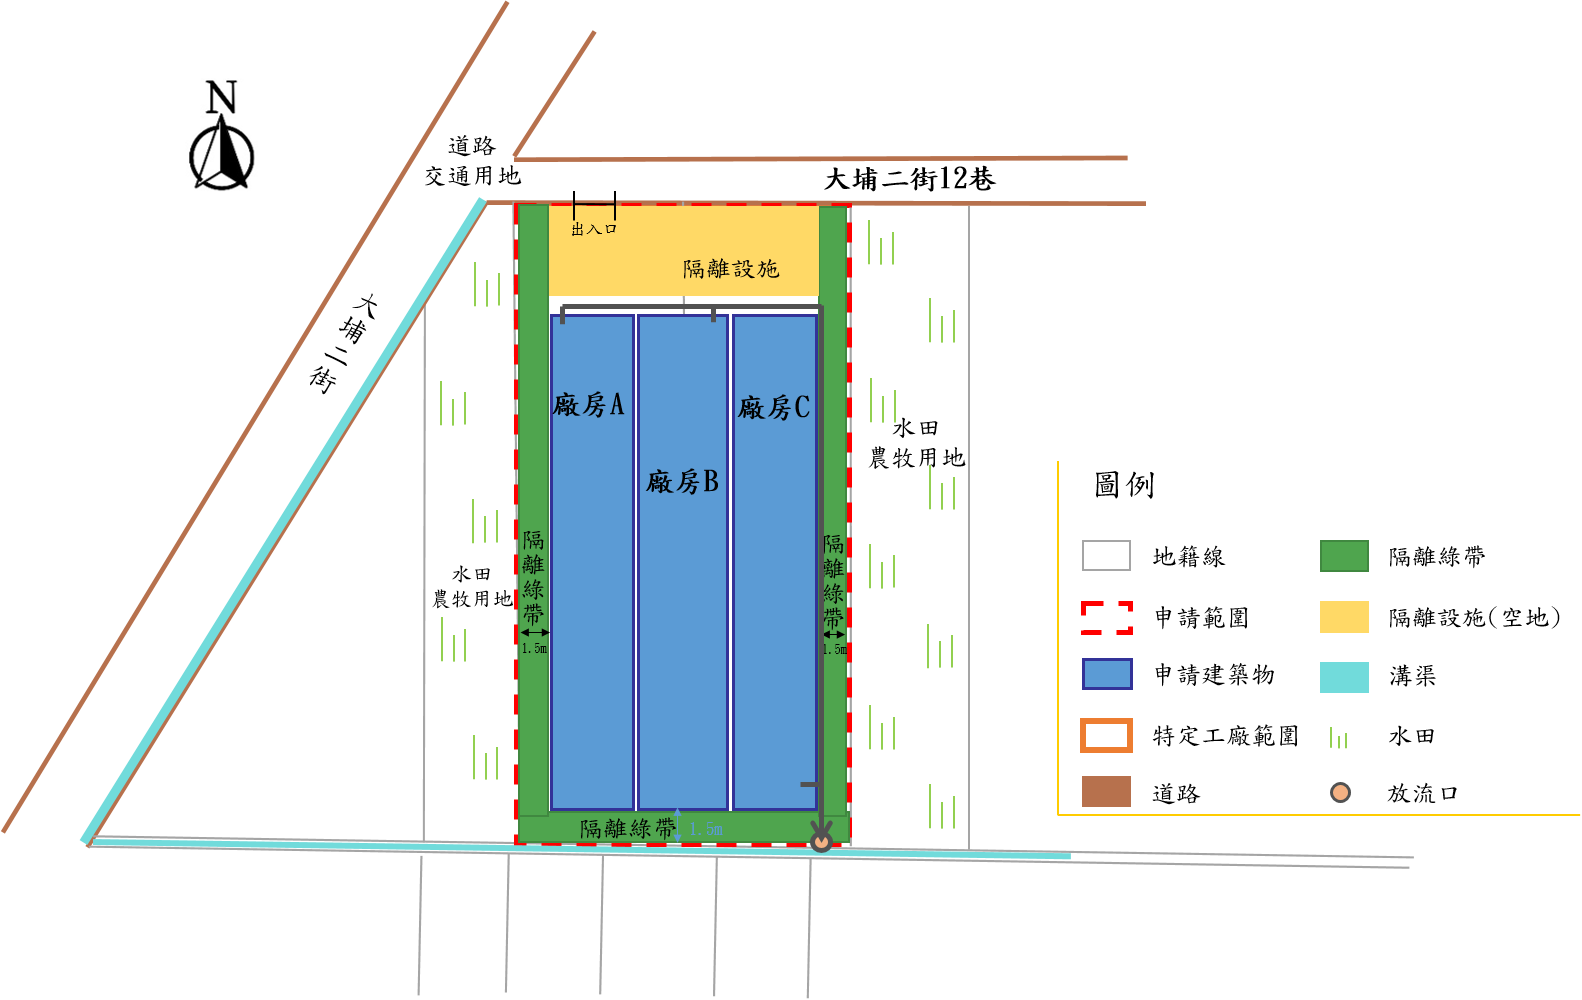 N
道路
交通用地
大埔二街12巷
出入口
隔離設施
大埔二街
廠房A
廠房C
廠房B
水田
農牧用地
水田
農牧用地
隔離綠帶
1.5m
隔離綠帶
1.5m
隔離綠帶
1.5m
圖例
地籍線
隔離綠帶
申請範圍
隔離設施(空地)
申請建築物
溝渠
特定工廠範圍
水田
道路
放流口